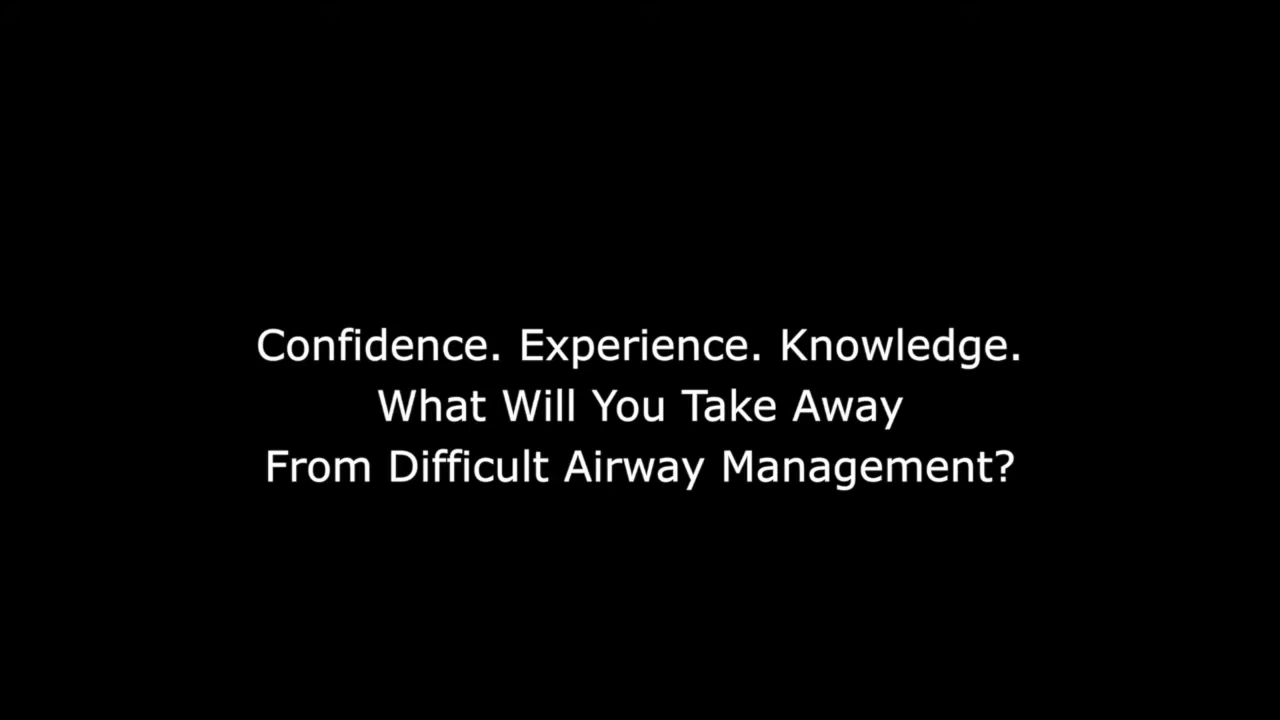 Confidence. Experience. Knowledge.
What Will You Take Away
From Difficult Airway Management?